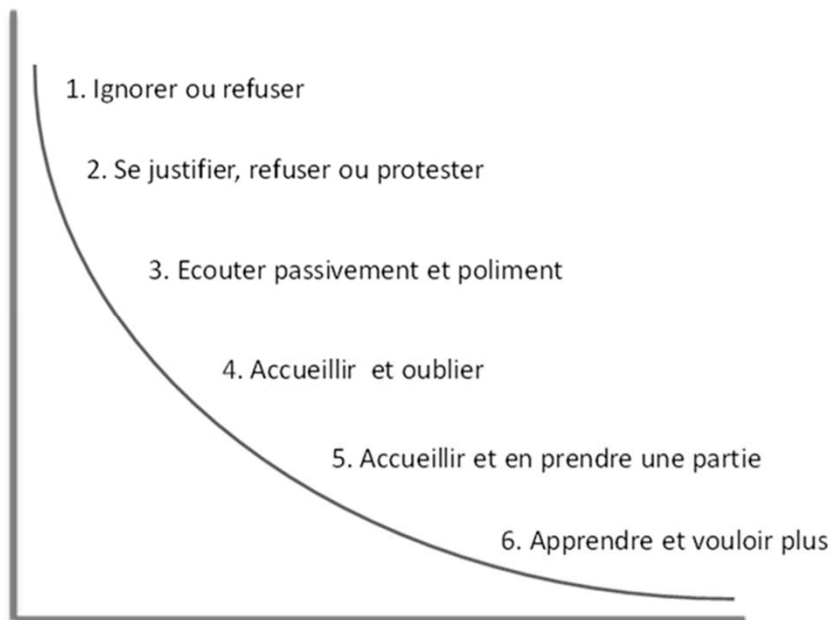 1. Ignorer ou refuser
2. Se justifier, refuser ou protester
3. Ecouter passivement et poliment
4. Accueillir et oublier
5. Accueillir et en prendre une partie
6. Apprendre et vouloir plus